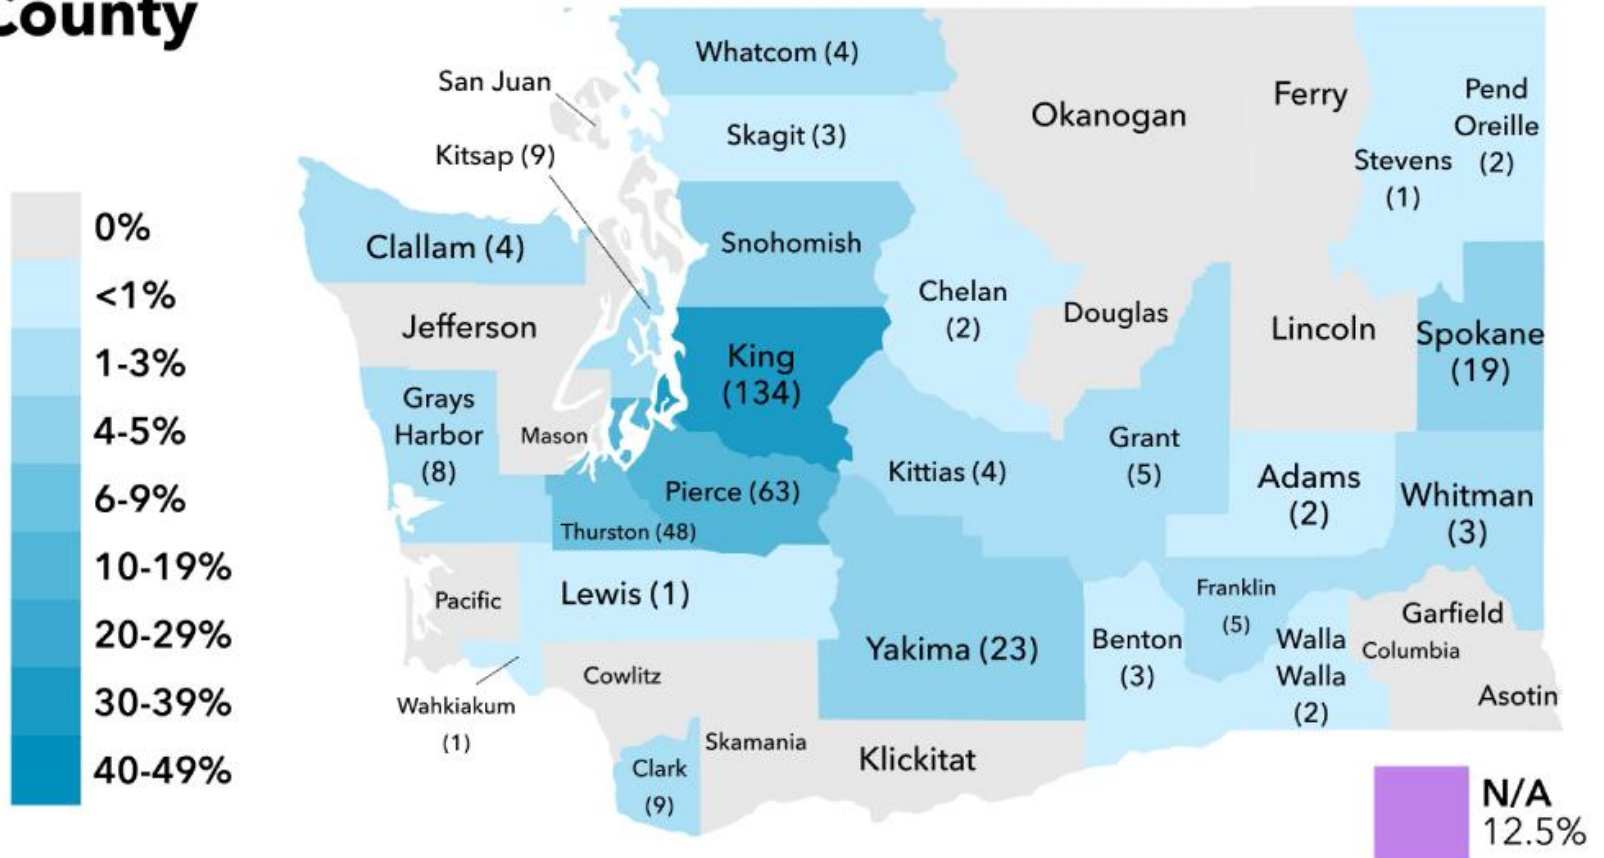 County
Whatcom (4)
San Juan
Ferry
Pend
Oreille
(2)
Okanogan
Skagit (3)
Kitsap (9)
Stevens
(1)
0%
<1%
1-3%
4-5%
6-9%
10-19%
20-29%
30-39%
40-49%
Clallam (4)
Snohomish
Chelan
(2)
Douglas
Jefferson
Lincoln
Spokane
(19)
King
(134)
Grays
Harbor
(8)
Mason
Grant
(5)
Kittias (4)
Adams
(2)
Whitman
(3)
Pierce (63)
Thurston (48)
Lewis (1)
Pacific
Franklin
(5)
Garfield
Columbia
Yakima (23)
Benton
(3)
Walla
Walla
(2)
Asotin
Cowlitz
Wahkiakum
(1)
Skamania
Klickitat
Clark
(9)
N/A
12.5%